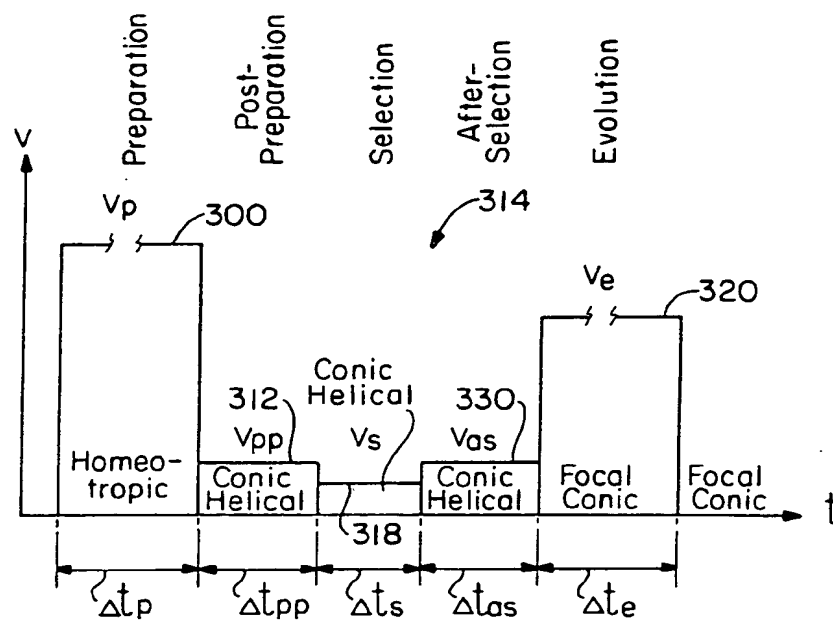 Preparation
Post-
Preparation
Selection
After-
Selection
Evolution
V
Vp
300
314
Ve
320
Conic
Helical
312
330
Vpp
Vs
Vas
Homeo-
tropic
Conic
Helical
318
Conic
Helical
Focal
Conic
Focal
Conic
t
Δtp
Δtpp
Δts
Δtas
Δte